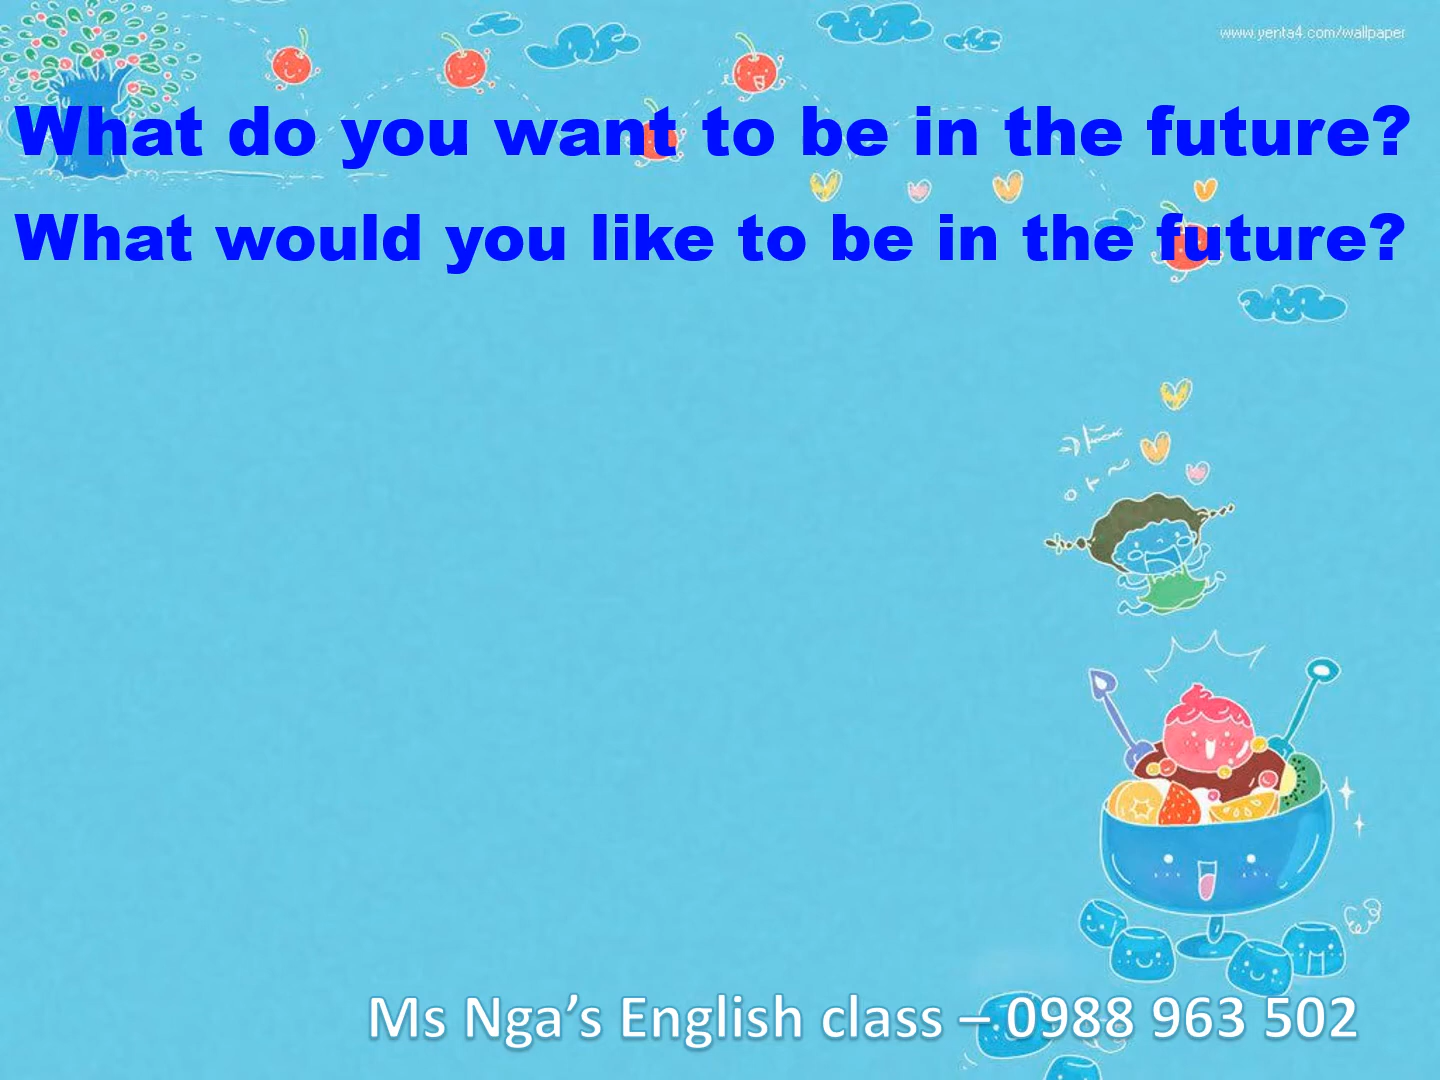 www.yenta4.com/wallpaper
What do you want to be in the future?
What would you like to be in the future?
Ms Nga’s English class – 0988 963 502